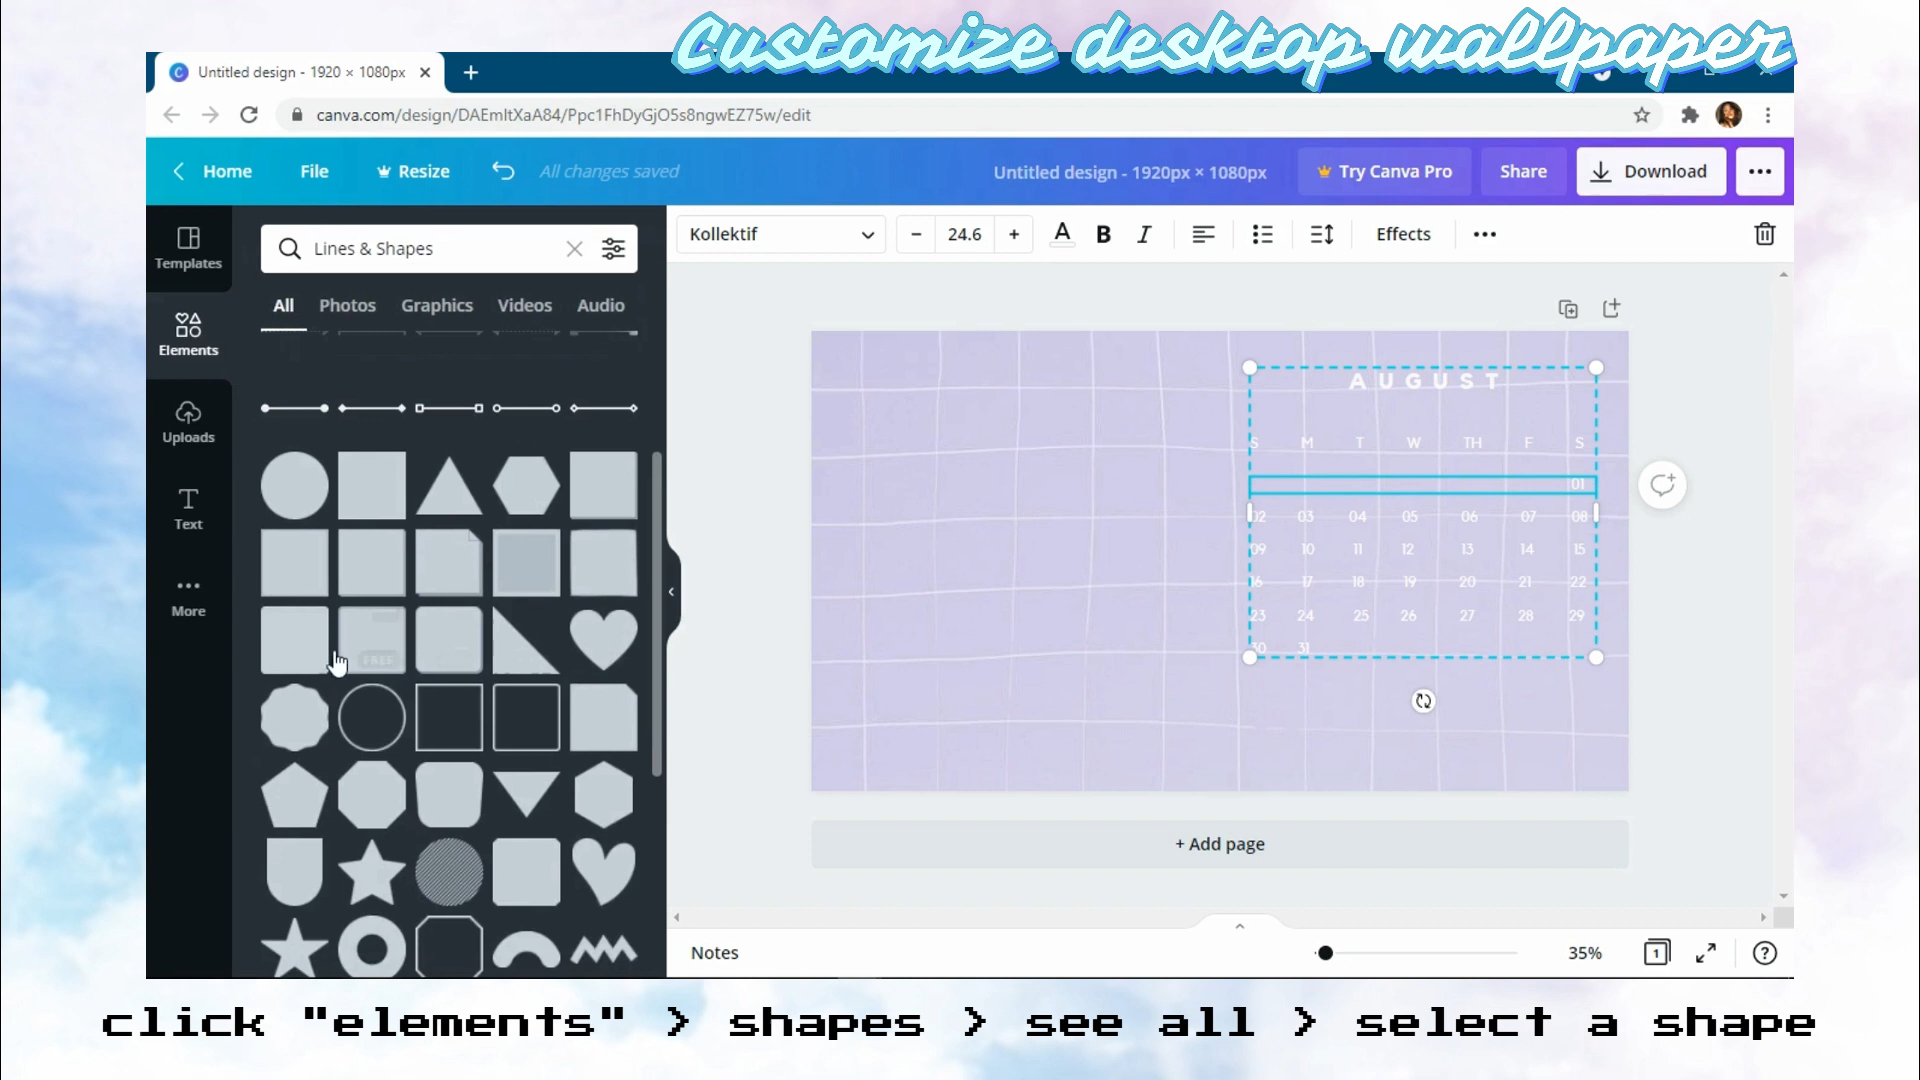 Customize desktop wallpaper
Untitled design - 1920 × 1080px
canva.com/design/DAEmItXaA84/Ppc1FhDyGjO5s8ngwEZ75w/edit
Home File Resize All changes saved Untitled design - 1920px × 1080px Try Canva Pro Share Download
Templates
Elements
Uploads
Text
More
Lines & Shapes
All Photos Graphics Videos Audio
FREE
Kollektif 24.6 A B I Effects
AUGUST
S M T W TH F S
01
02 03 04 05 06 07 08
09 10 11 12 13 14 15
16 17 18 19 20 21 22
23 24 25 26 27 28 29
30 31
+ Add page
Notes 35% 1
click "elements" > shapes > see all > select a shape